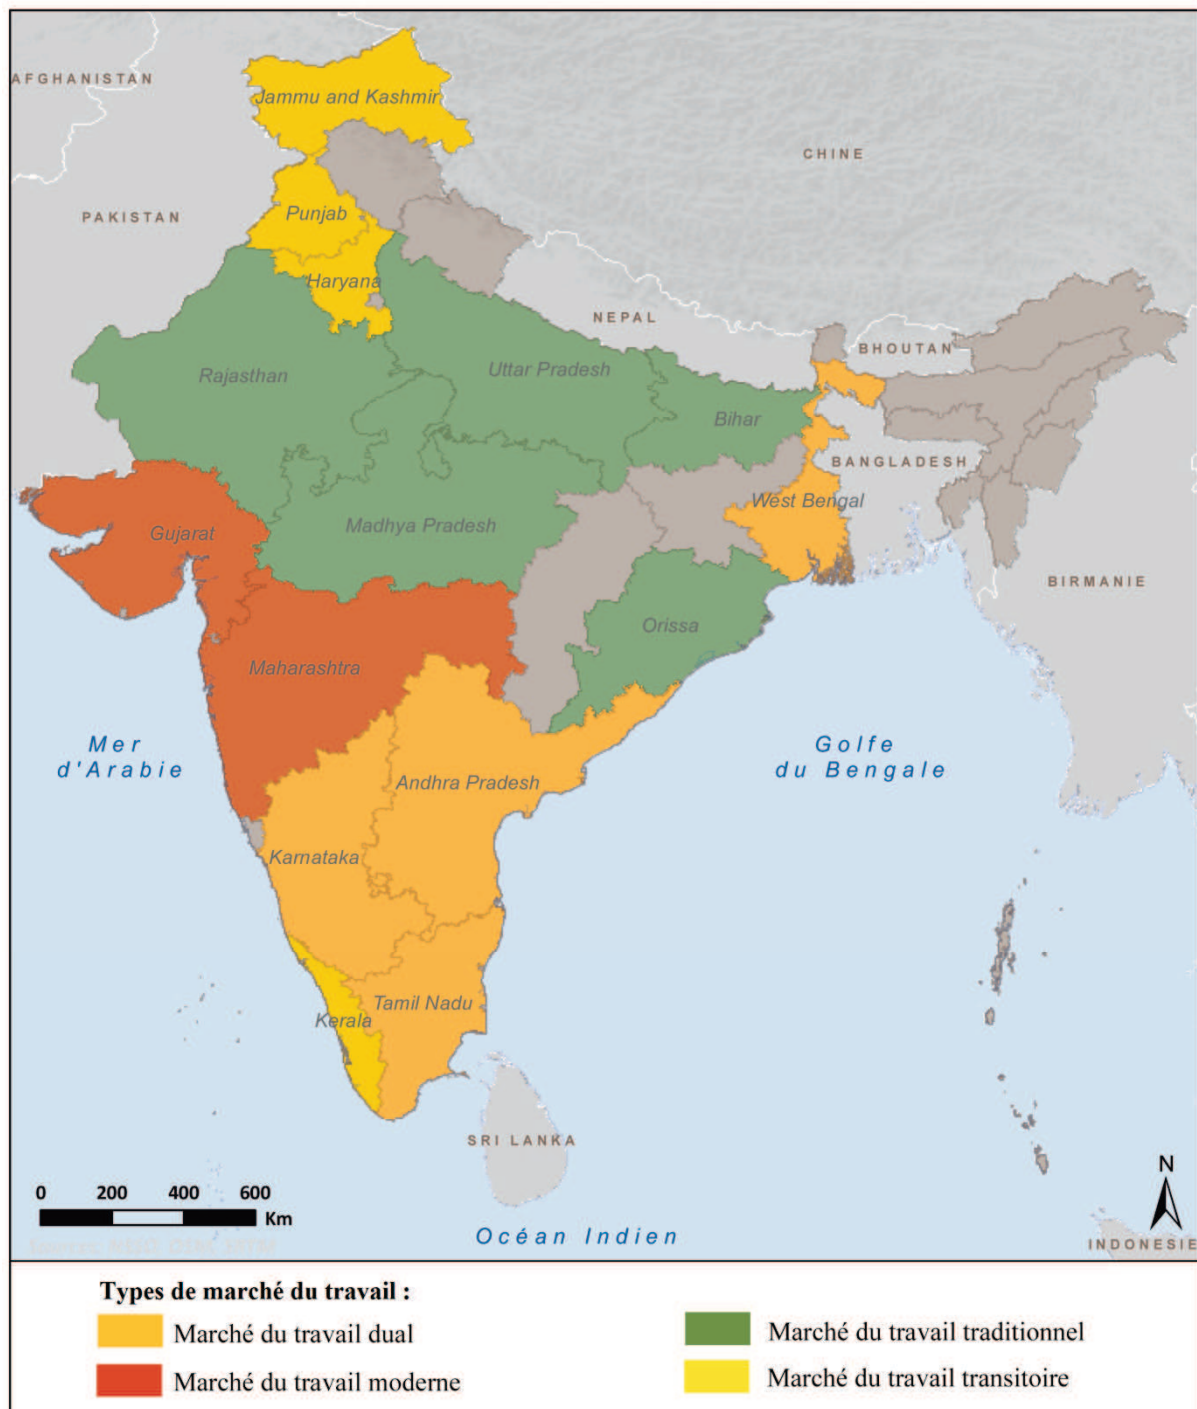 AFGHANISTAN
Jammu and Kashmir
CHINE
PAKISTAN
Punjab
Haryana
NEPAL
BHOUTAN
Rajasthan
Uttar Pradesh
Bihar
BANGLADESH
West Bengal
Gujarat
Madhya Pradesh
BIRMANIE
Orissa
Maharashtra
Mer
d'Arabie
Golfe
du Bengale
Andhra Pradesh
Karnataka
Tamil Nadu
Kerala
SRI LANKA
N
0 200 400 600
Km
Océan Indien
INDONESIE
Types de marché du travail :
Marché du travail dual
Marché du travail traditionnel
Marché du travail moderne
Marché du travail transitoire